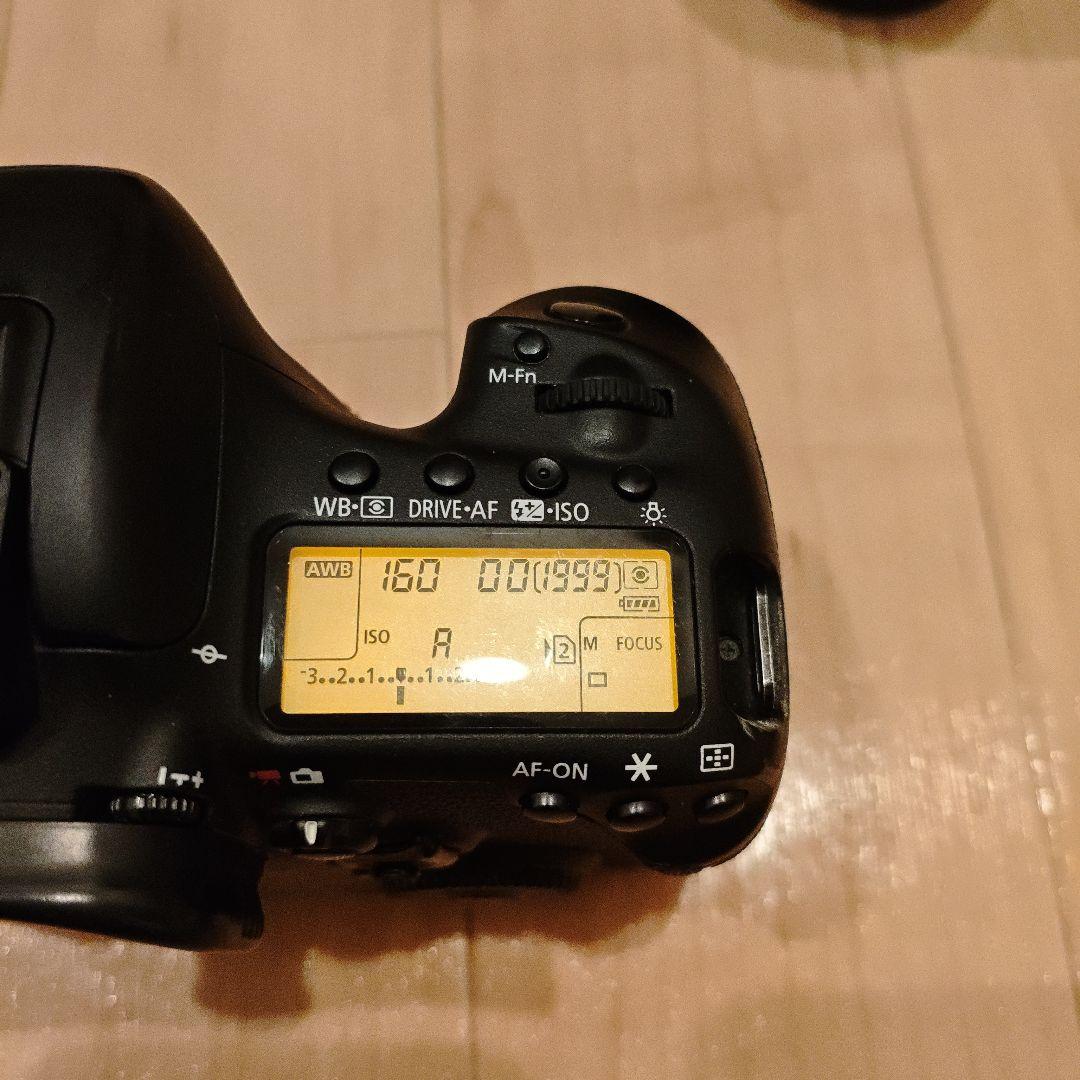 M-Fn
WB• DRIVE•AF •ISO
AWB 160 00(1999)
ISO A 2 M FOCUS
-3..2..1..0..1..2
AF-ON